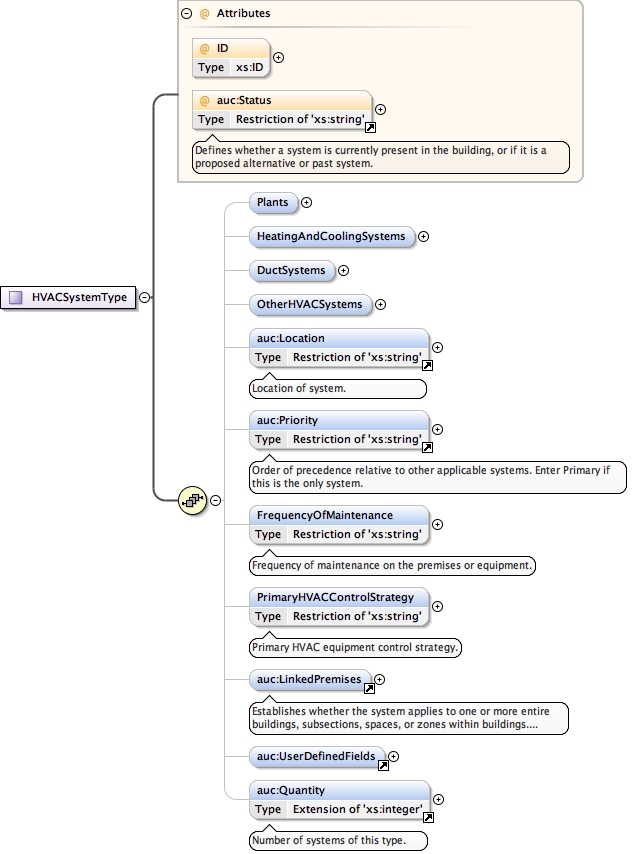 @ Attributes
@ ID
Type xs:ID
@ auc:Status
Type Restriction of 'xs:string'
Defines whether a system is currently present in the building, or if it is a
proposed alternative or past system.
HVACSystemType
Plants
HeatingAndCoolingSystems
DuctSystems
OtherHVACSystems
auc:Location
Type Restriction of 'xs:string'
Location of system.
auc:Priority
Type Restriction of 'xs:string'
Order of precedence relative to other applicable systems. Enter Primary if
this is the only system.
FrequencyOfMaintenance
Type Restriction of 'xs:string'
Frequency of maintenance on the premises or equipment.
PrimaryHVACControlStrategy
Type Restriction of 'xs:string'
Primary HVAC equipment control strategy.
auc:LinkedPremises
Establishes whether the system applies to one or more entire
buildings, subsections, spaces, or zones within buildings....
auc:UserDefinedFields
auc:Quantity
Type Extension of 'xs:integer'
Number of systems of this type.